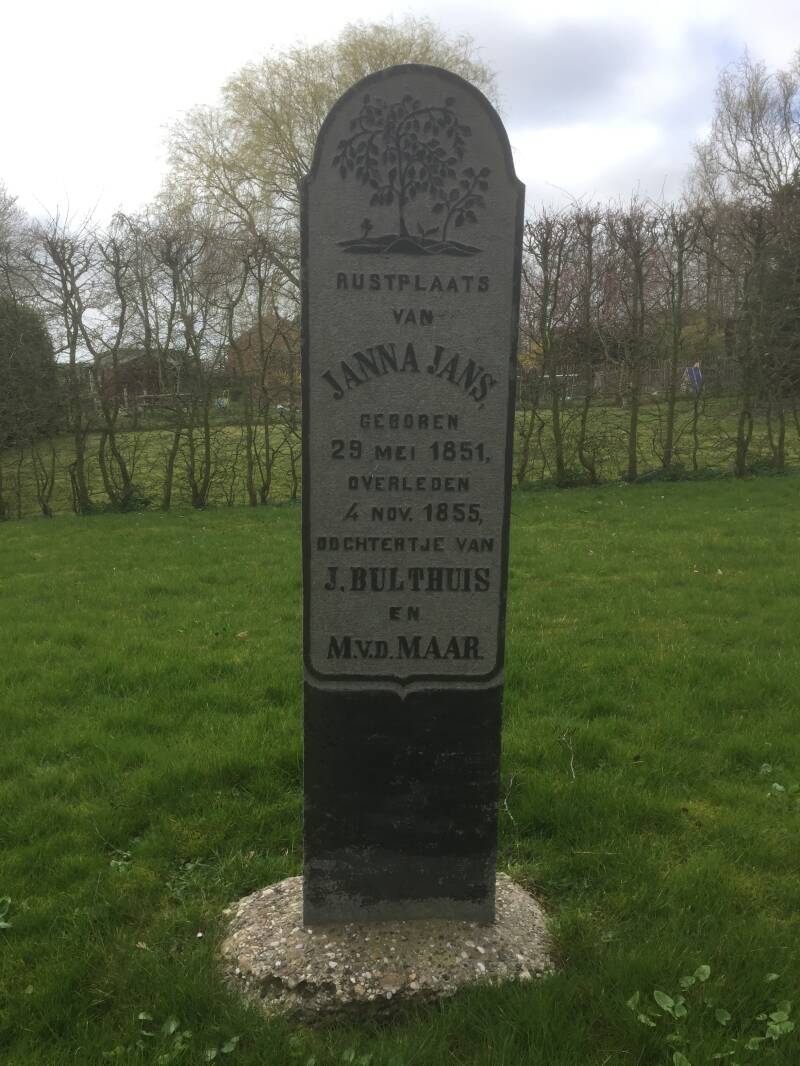 RUSTPLAATS
VAN
JANNA JANS,
GEBOREN
29 MEI 1851,
OVERLEDEN
4 NOV. 1855,
DOCHTERTJE VAN
J. BULTHUIS
EN
M.V.D. MAAR.